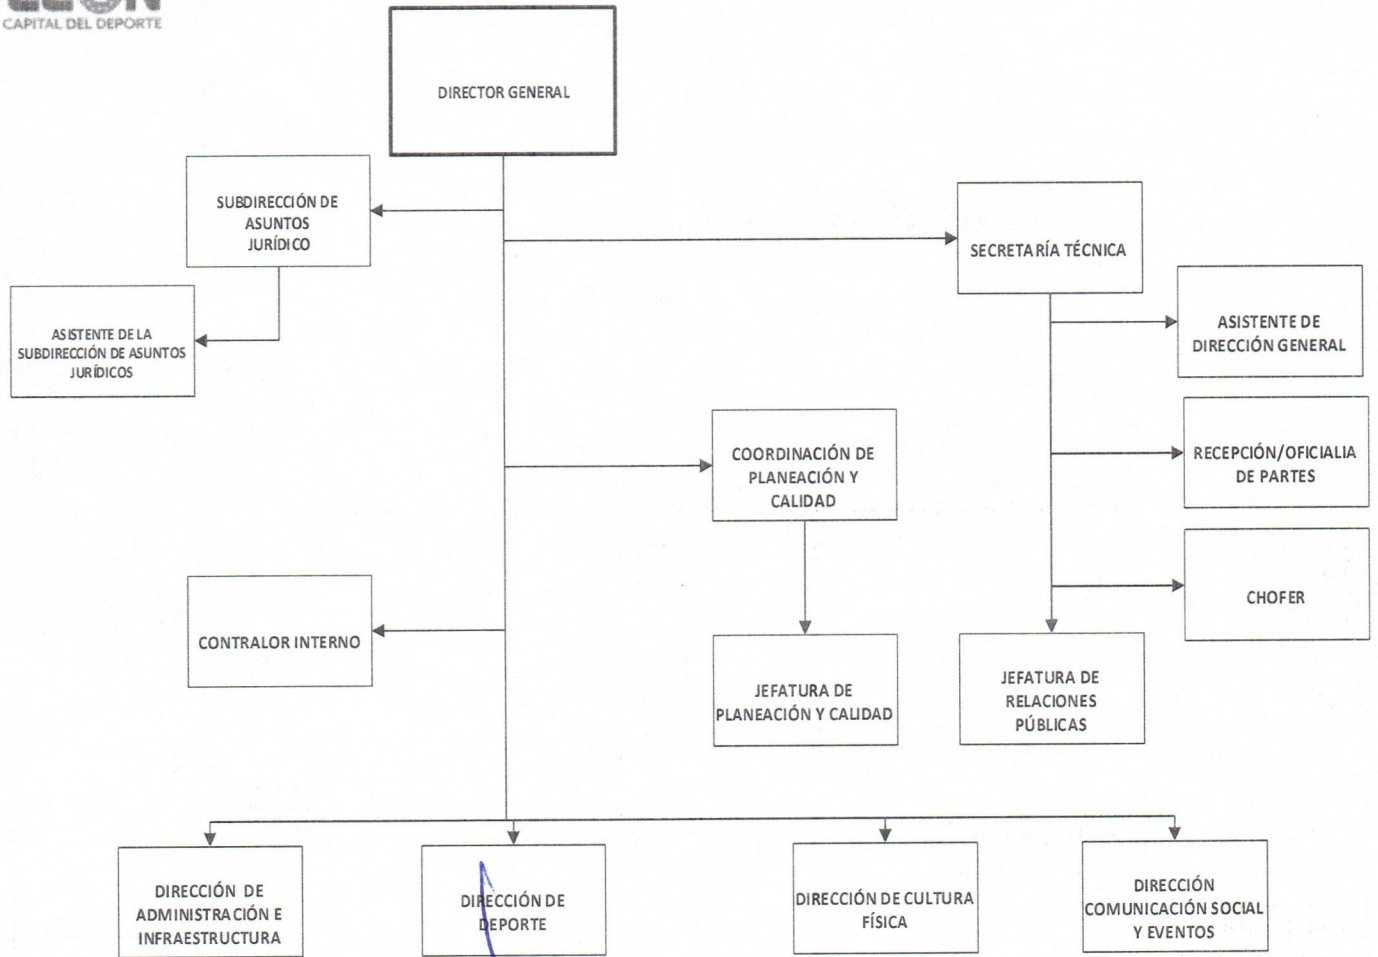 CAPITAL DEL DEPORTE
DIRECTOR GENERAL
SUBDIRECCIÓN DE
ASUNTOS
JURÍDICO
SECRETARÍA TÉCNICA
ASISTENTE DE LA
SUBDIRECCIÓN DE ASUNTOS
JURÍDICOS
ASISTENTE DE
DIRECCIÓN GENERAL
COORDINACIÓN DE
PLANEACIÓN Y
CALIDAD
RECEPCIÓN/OFICIALIA
DE PARTES
CONTRALOR INTERNO
CHOFER
JEFATURA DE
PLANEACIÓN Y CALIDAD
JEFATURA DE
RELACIONES
PÚBLICAS
DIRECCIÓN DE
ADMINISTRACIÓN E
INFRAESTRUCTURA
DIRECCIÓN DE
DEPORTE
DIRECCIÓN DE CULTURA
FÍSICA
DIRECCIÓN
COMUNICACIÓN SOCIAL
Y EVENTOS